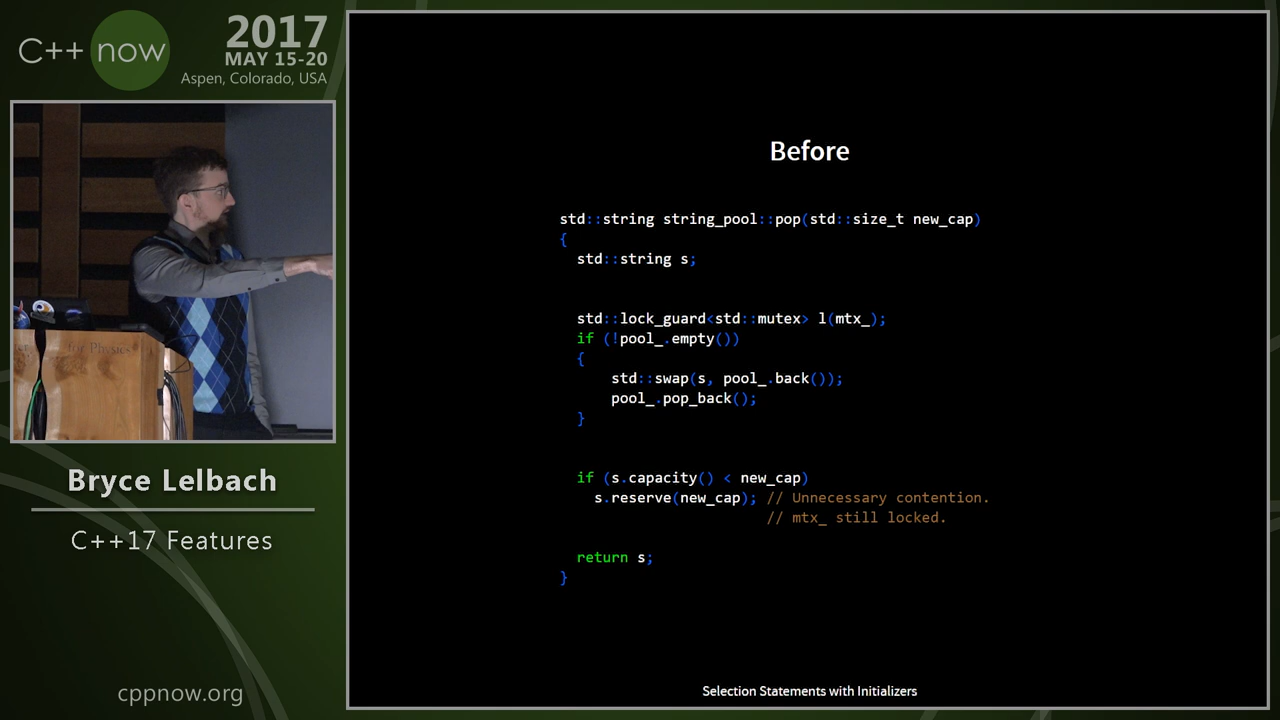 C++ now
2017
MAY 15-20
Aspen, Colorado, USA
for Physics
Bryce Lelbach
C++17 Features
cppnow.org
Before
std::string string_pool::pop(std::size_t new_cap)
{
  std::string s;
  std::lock_guard<std::mutex> l(mtx_);
  if (!pool_.empty())
  {
      std::swap(s, pool_.back());
      pool_.pop_back();
  }
  if (s.capacity() < new_cap)
    s.reserve(new_cap); // Unnecessary contention.
                        // mtx_ still locked.
  return s;
}
Selection Statements with Initializers